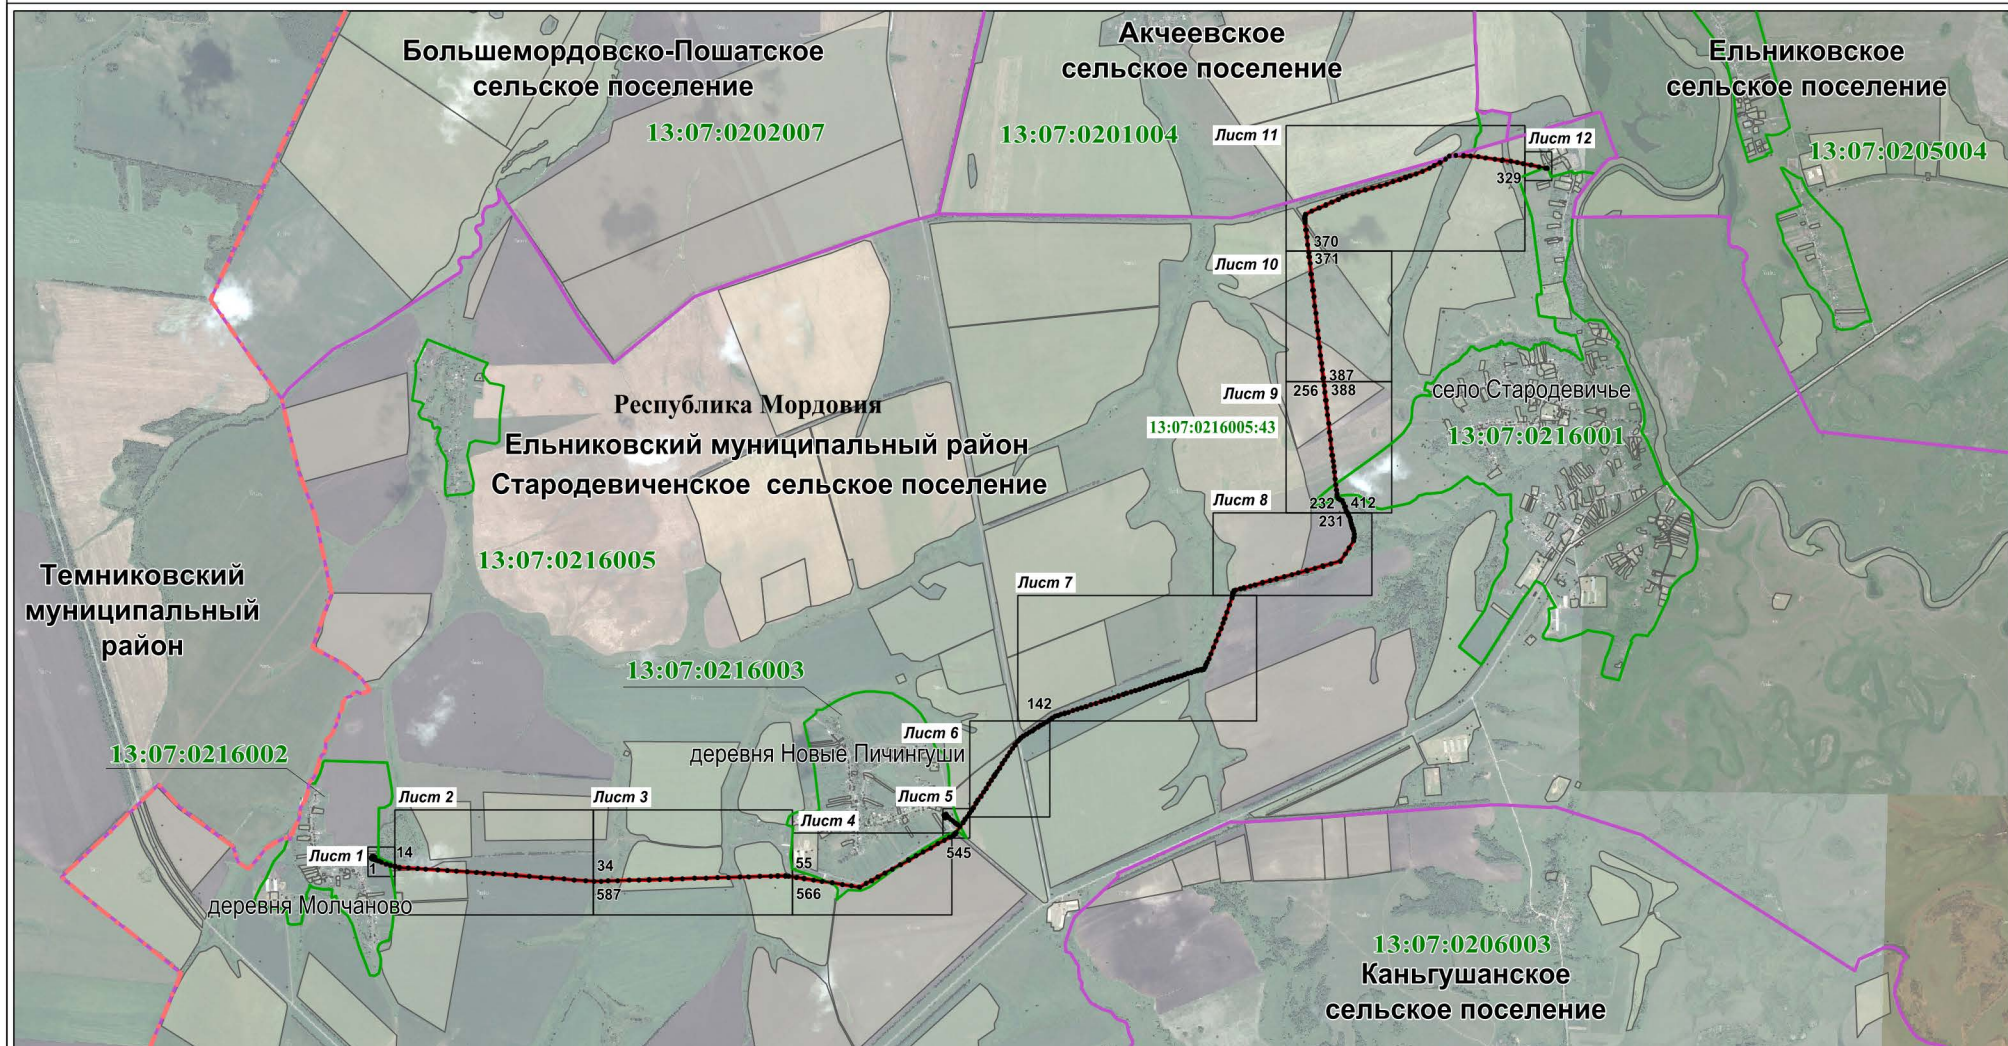 Большемордовско-Пошатское
сельское поселение
13:07:0202007
Акчеевское
сельское поселение
13:07:0201004
Ельниковское
сельское поселение
13:07:0205004
Лист 11
Лист 12
329
370
371
Лист 10
387
256 388
Лист 9
13:07:0216005:43
село Стародевичье
13:07:0216001
Республика Мордовия
Ельниковский муниципальный район
Стародевиченское сельское поселение
13:07:0216005
232 412
231
Лист 8
Темниковский
муниципальный
район
Лист 7
13:07:0216003
142
Лист 6
деревня Новые Пичингуши
13:07:0216002
Лист 5
Лист 2
Лист 3
Лист 4
Лист 1
14
1
34
587
55
566
545
деревня Молчаново
13:07:0206003
Каньгушанское
сельское поселение